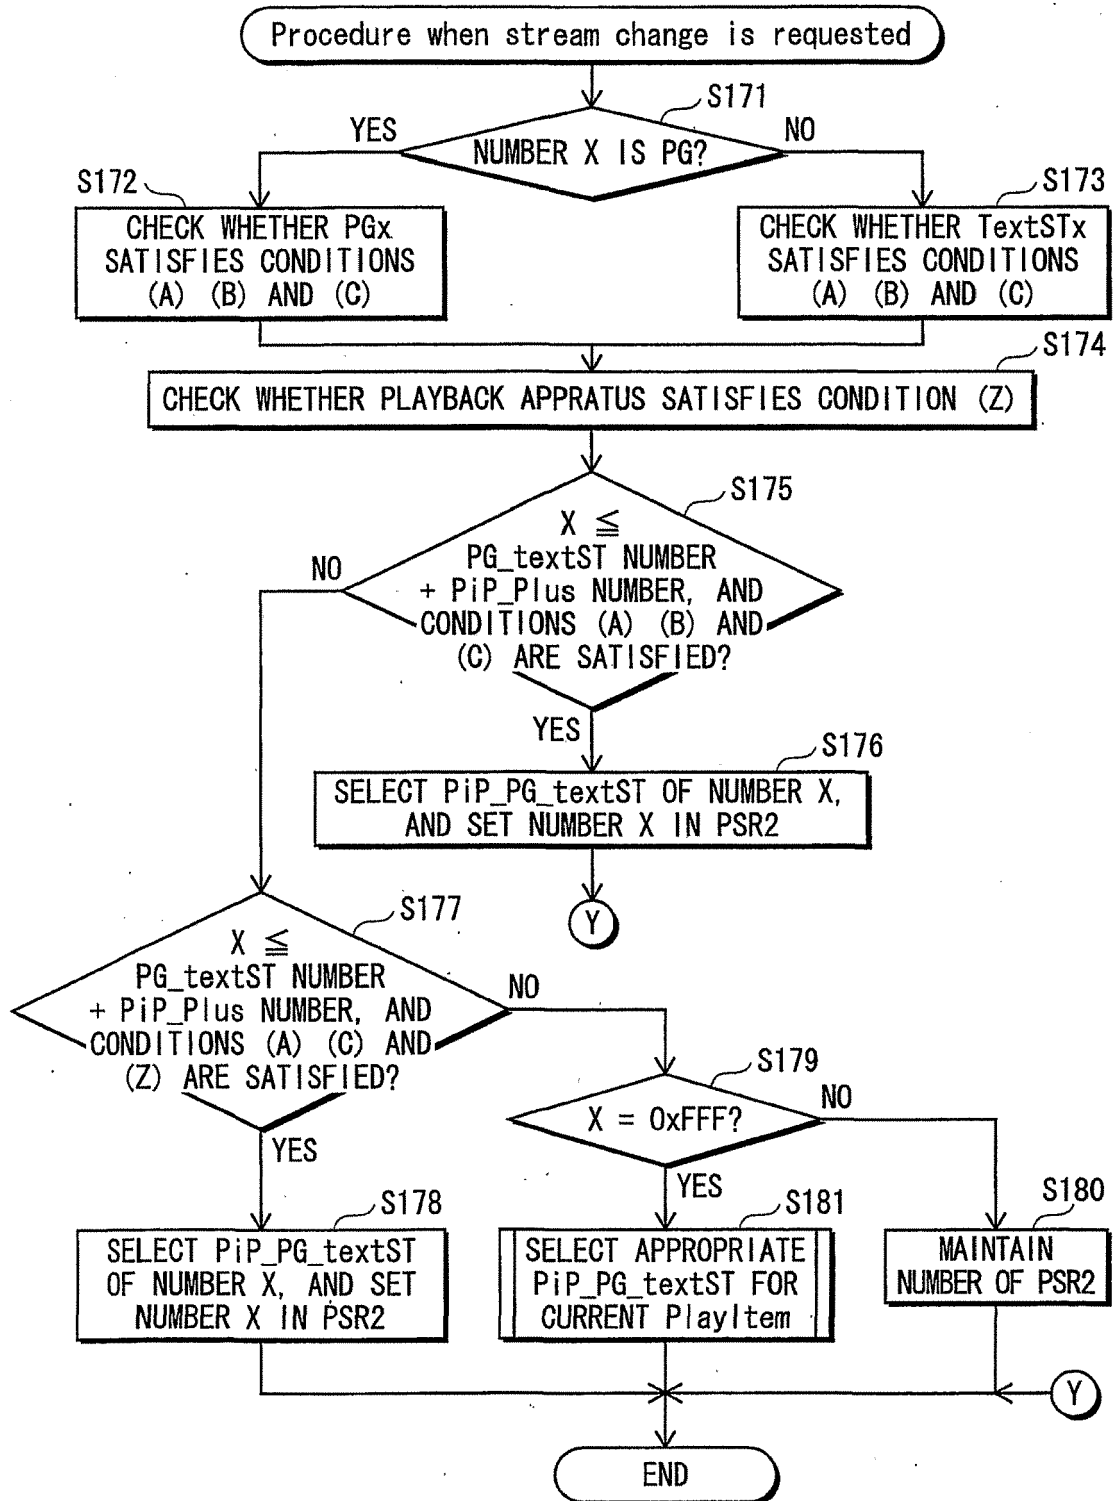 Procedure when stream change is requested
S171
YES
NO
NUMBER X IS PG?
S172
S173
CHECK WHETHER PGx
SATISFIES CONDITIONS
(A) (B) AND (C)
CHECK WHETHER TextSTx
SATISFIES CONDITIONS
(A) (B) AND (C)
S174
CHECK WHETHER PLAYBACK APPRATUS SATISFIES CONDITION (Z)
S175
X ≦
PG_textST NUMBER
+ PiP_Plus NUMBER, AND
CONDITIONS (A) (B) AND
(C) ARE SATISFIED?
NO
YES
S176
SELECT PiP_PG_textST OF NUMBER X,
AND SET NUMBER X IN PSR2
Y
S177
X ≦
PG_textST NUMBER
+ PiP_Plus NUMBER, AND
CONDITIONS (A) (C) AND
(Z) ARE SATISFIED?
NO
YES
S179
X = 0xFFF?
NO
YES
S178
SELECT PiP_PG_textST
OF NUMBER X, AND SET
NUMBER X IN PSR2
S181
SELECT APPROPRIATE
PiP_PG_textST FOR
CURRENT PlayItem
S180
MAINTAIN
NUMBER OF PSR2
Y
END